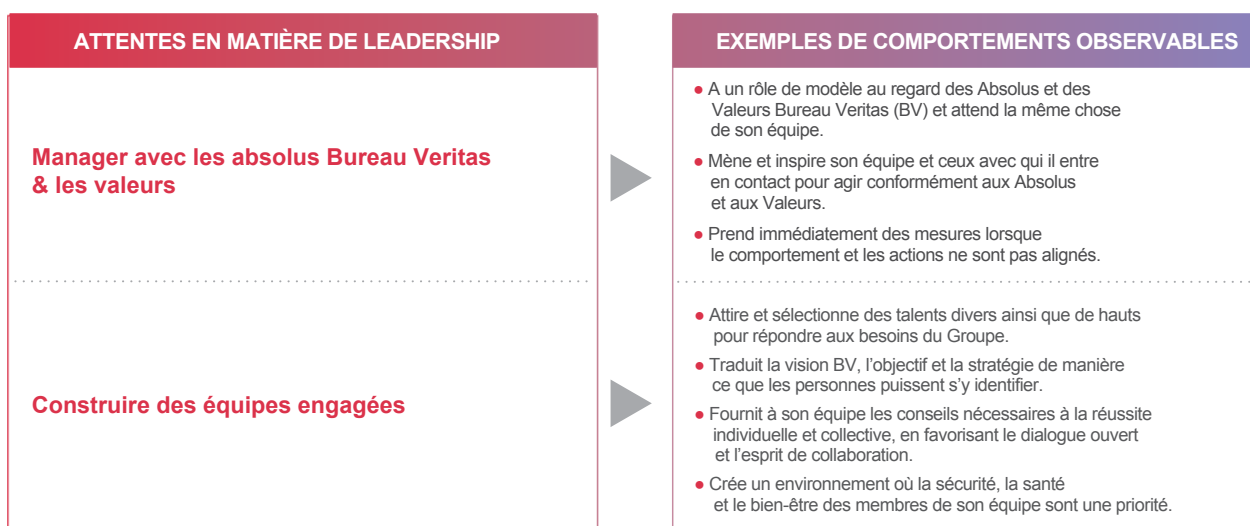 ATTENTES EN MATIÈRE DE LEADERSHIP
EXEMPLES DE COMPORTEMENTS OBSERVABLES
Manager avec les absolus Bureau Veritas
& les valeurs
● A un rôle de modèle au regard des Absolus et des
Valeurs Bureau Veritas (BV) et attend la même chose
de son équipe.
● Mène et inspire son équipe et ceux avec qui il entre
en contact pour agir conformément aux Absolus
et aux Valeurs.
● Prend immédiatement des mesures lorsque
le comportement et les actions ne sont pas alignés.
Construire des équipes engagées
● Attire et sélectionne des talents divers ainsi que de hauts
pour répondre aux besoins du Groupe.
● Traduit la vision BV, l’objectif et la stratégie de manière
ce que les personnes puissent s’y identifier.
● Fournit à son équipe les conseils nécessaires à la réussite
individuelle et collective, en favorisant le dialogue ouvert
et l’esprit de collaboration.
● Crée un environnement où la sécurité, la santé
et le bien-être des membres de son équipe sont une priorité.